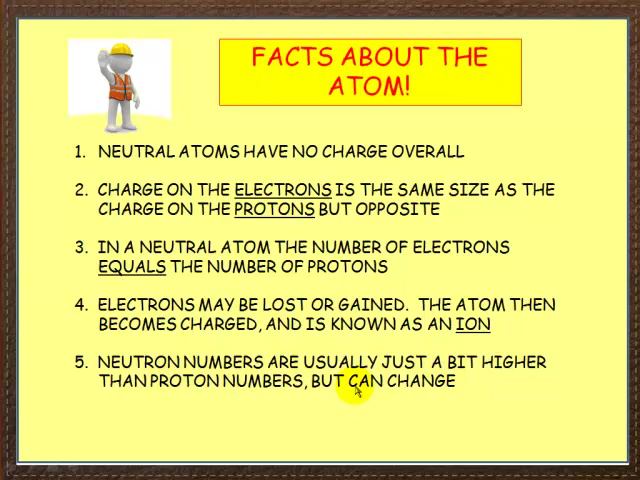 FACTS ABOUT THE
ATOM!
1. NEUTRAL ATOMS HAVE NO CHARGE OVERALL
2. CHARGE ON THE ELECTRONS IS THE SAME SIZE AS THE
CHARGE ON THE PROTONS BUT OPPOSITE
3. IN A NEUTRAL ATOM THE NUMBER OF ELECTRONS
EQUALS THE NUMBER OF PROTONS
4. ELECTRONS MAY BE LOST OR GAINED. THE ATOM THEN
BECOMES CHARGED, AND IS KNOWN AS AN ION
5. NEUTRON NUMBERS ARE USUALLY JUST A BIT HIGHER
THAN PROTON NUMBERS, BUT CAN CHANGE